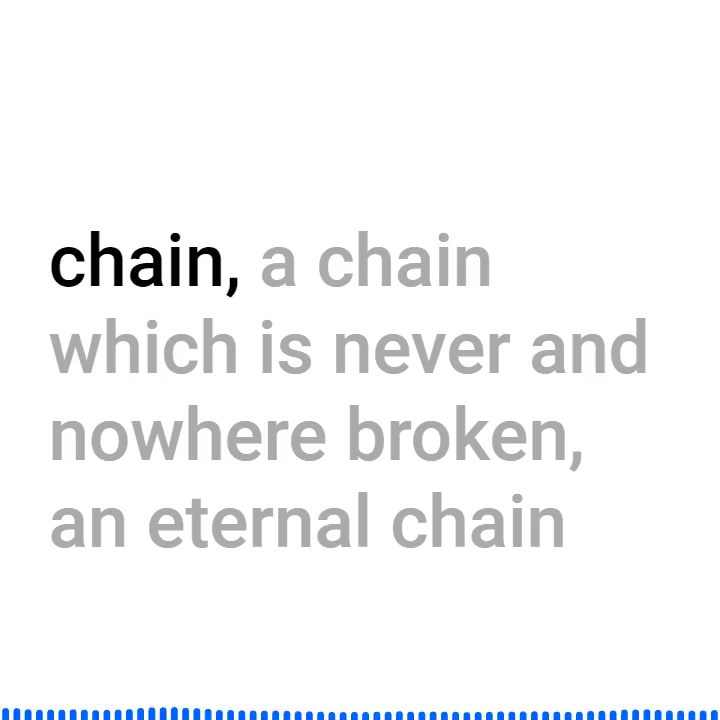 chain, a chain
which is never and
nowhere broken,
an eternal chain